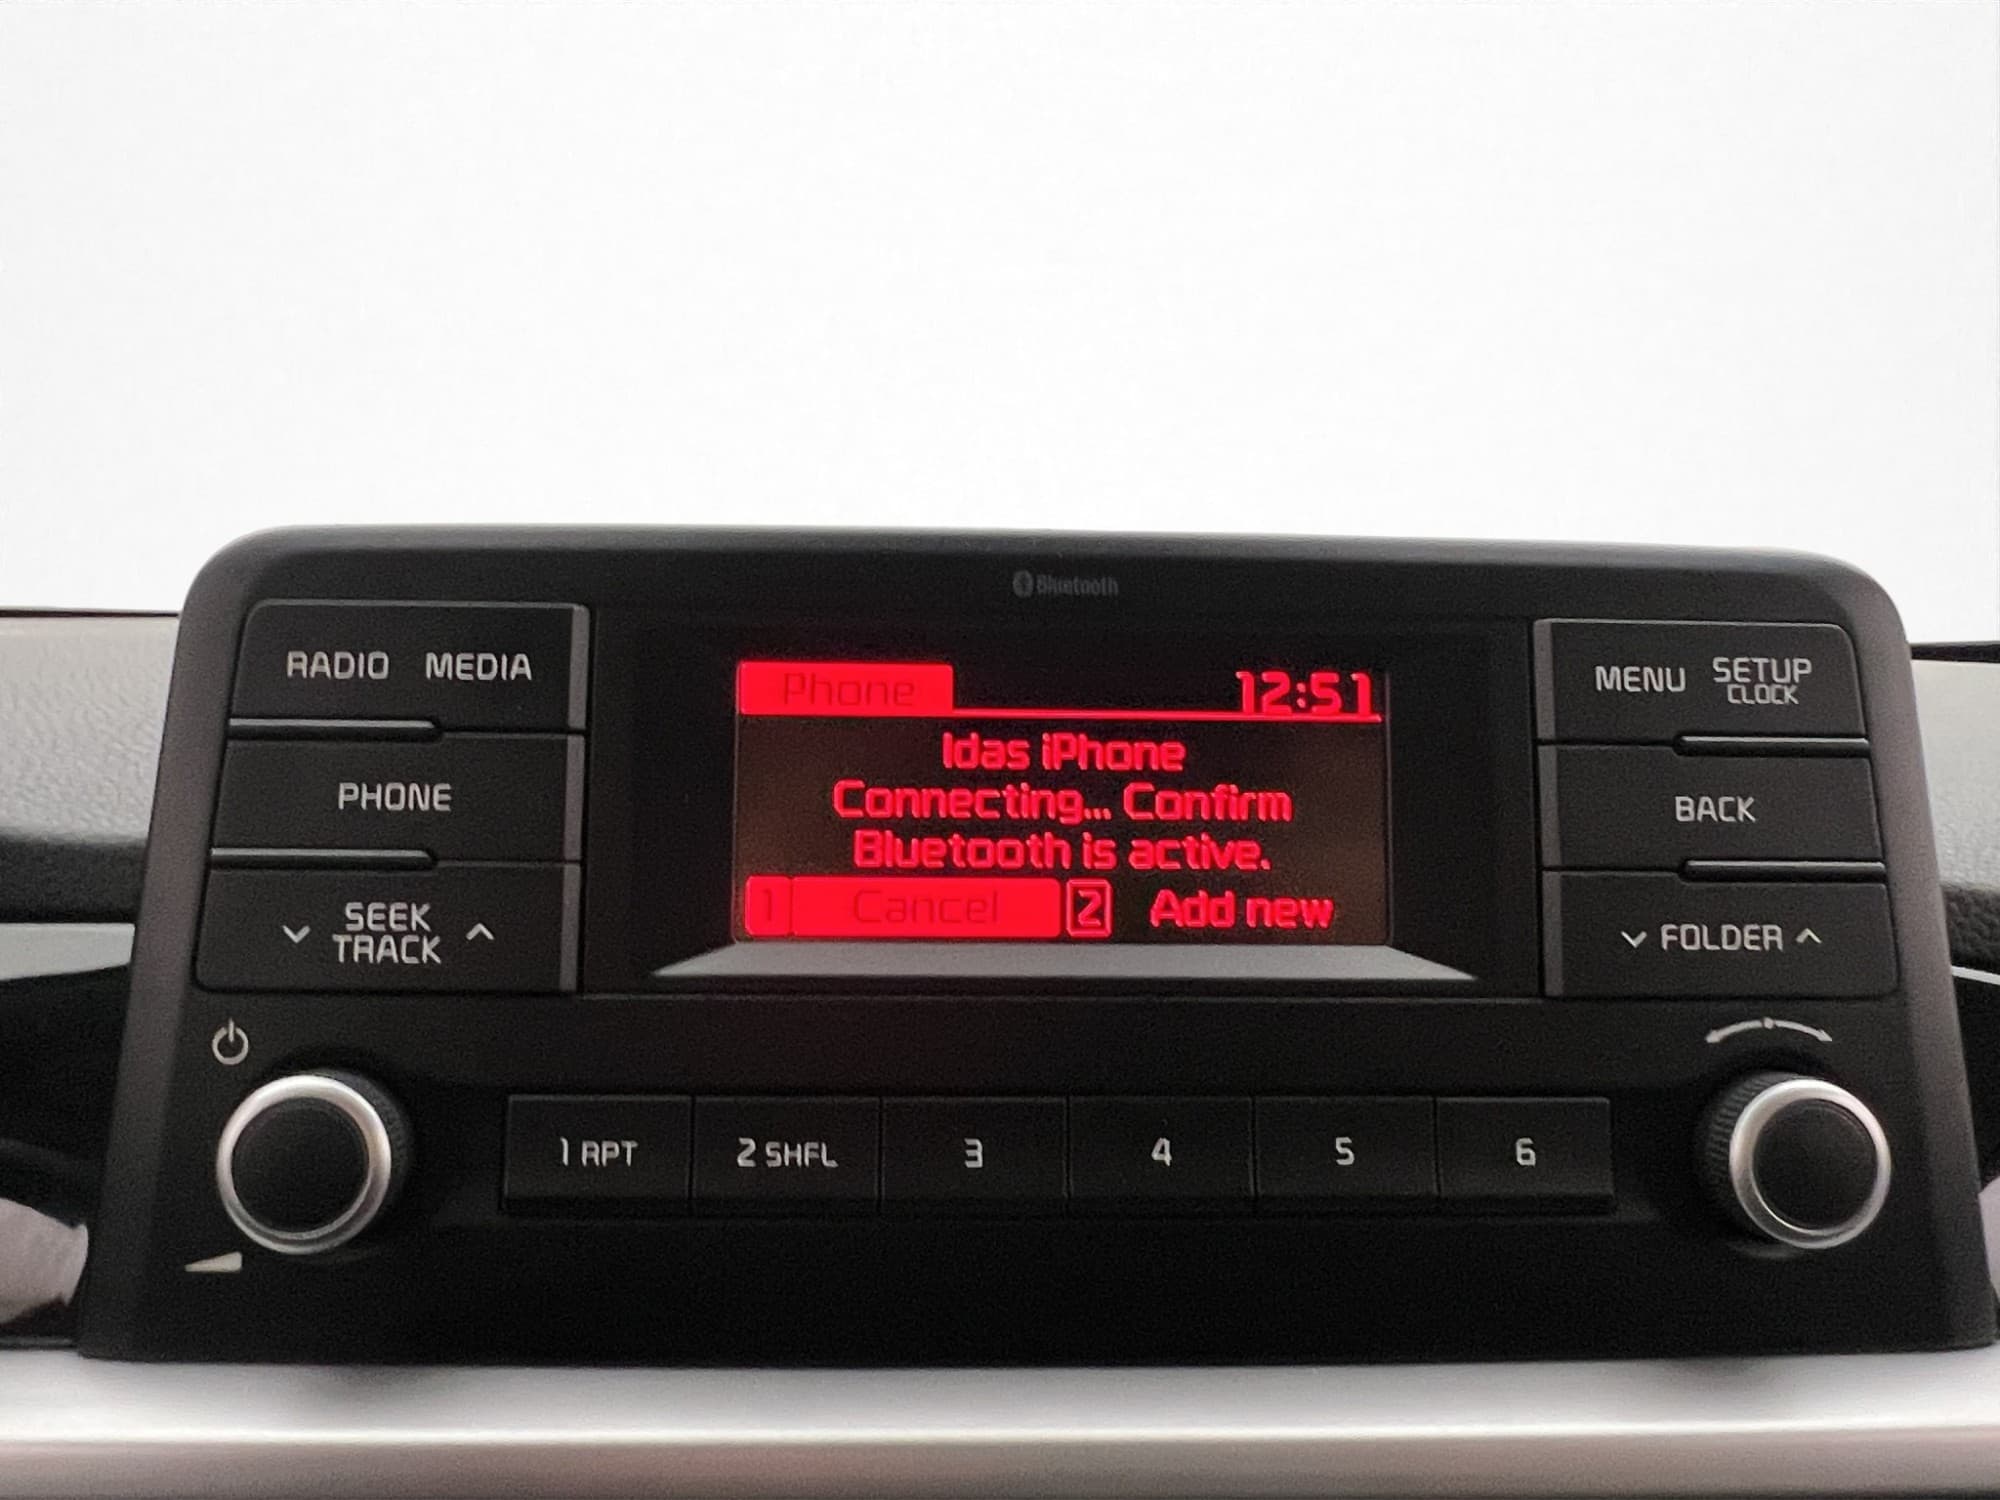 Bluetooth
RADIO MEDIA
PHONE
SEEK
TRACK
Phone 12:51
Idas iPhone
Connecting... Confirm
Bluetooth is active.
1 Cancel 2 Add new
MENU SETUP
CLOCK
BACK
FOLDER
1 RPT 2 SHFL 3 4 5 6